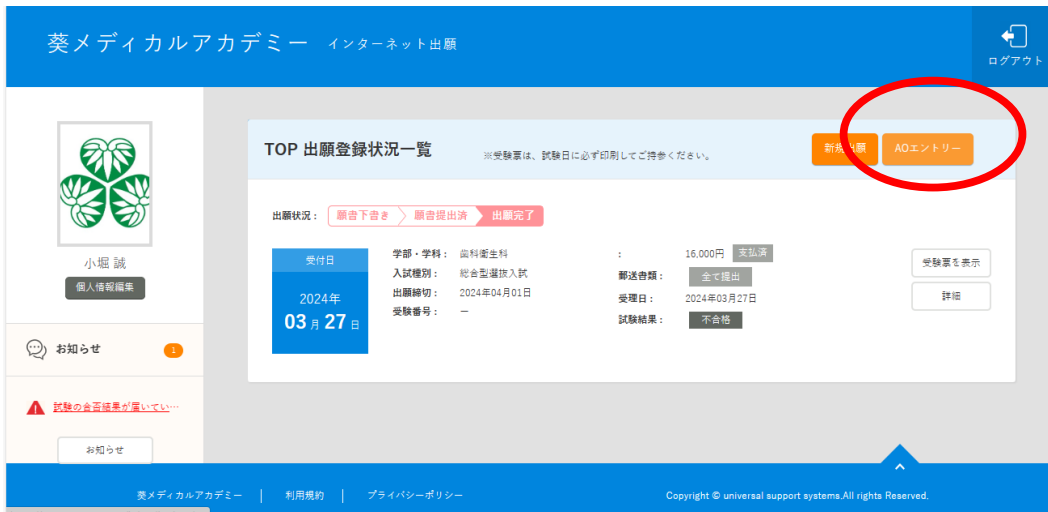 葵メディカルアカデミー インターネット出願
ログアウト
TOP 出願登録状況一覧
※受験票は、試験日に必ず印刷してご持参ください。
新規出願
AOエントリー
出願状況：
願書下書き
願書提出済
出願完了
受付日
2024年
03月27日
学部・学科： 歯科衛生科
入試種別： 総合型選抜入試
出願締切： 2024年04月01日
受験番号： －
： 16,000円 支払済
郵送書類： 全て提出
受理日： 2024年03月27日
試験結果： 不合格
受験票を表示
詳細
小堀 誠
個人情報編集
お知らせ 1
試験の合否結果が届いてい…
お知らせ
葵メディカルアカデミー | 利用規約 | プライバシーポリシー
Copyright © universal support systems.All rights Reserved.